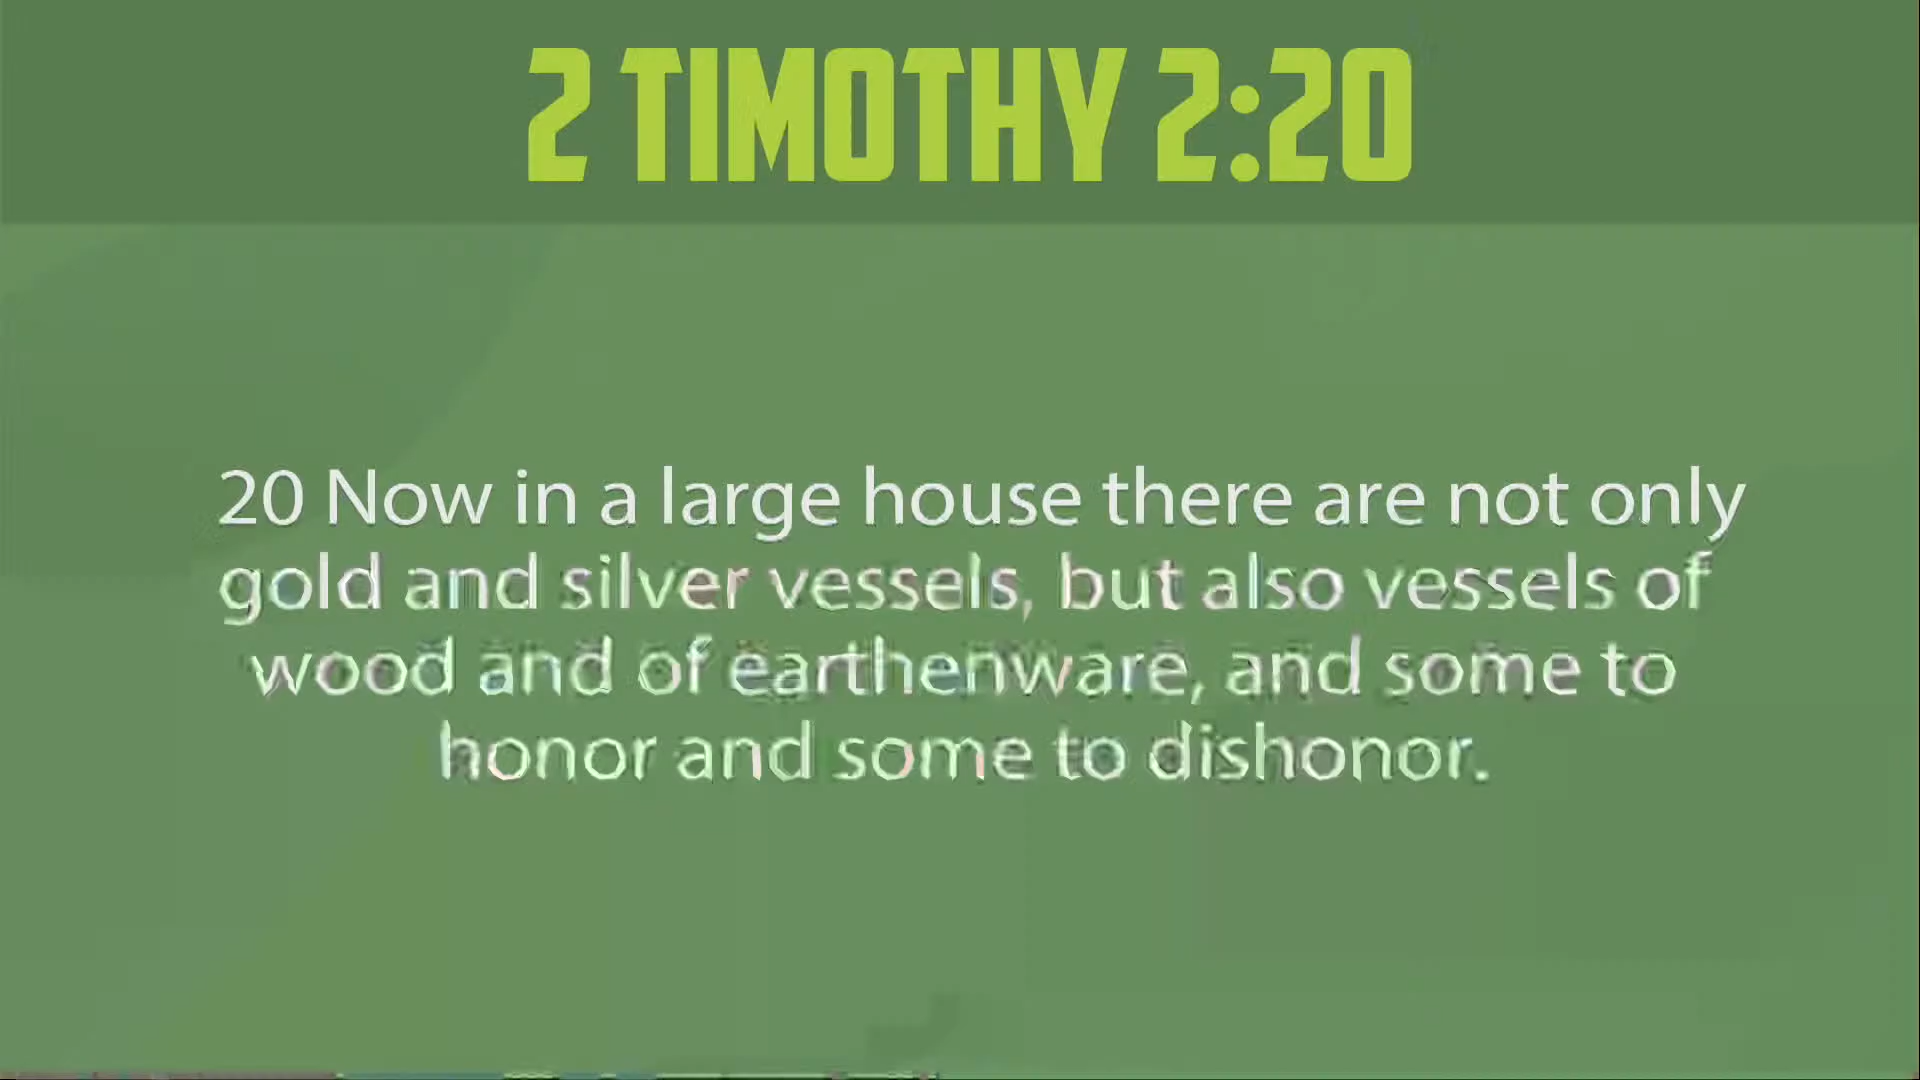 2 TIMOTHY 2:20
20 Now in a large house there are not only
gold and silver vessels, but also vessels of
wood and of earthenware, and some to
honor and some to dishonor.